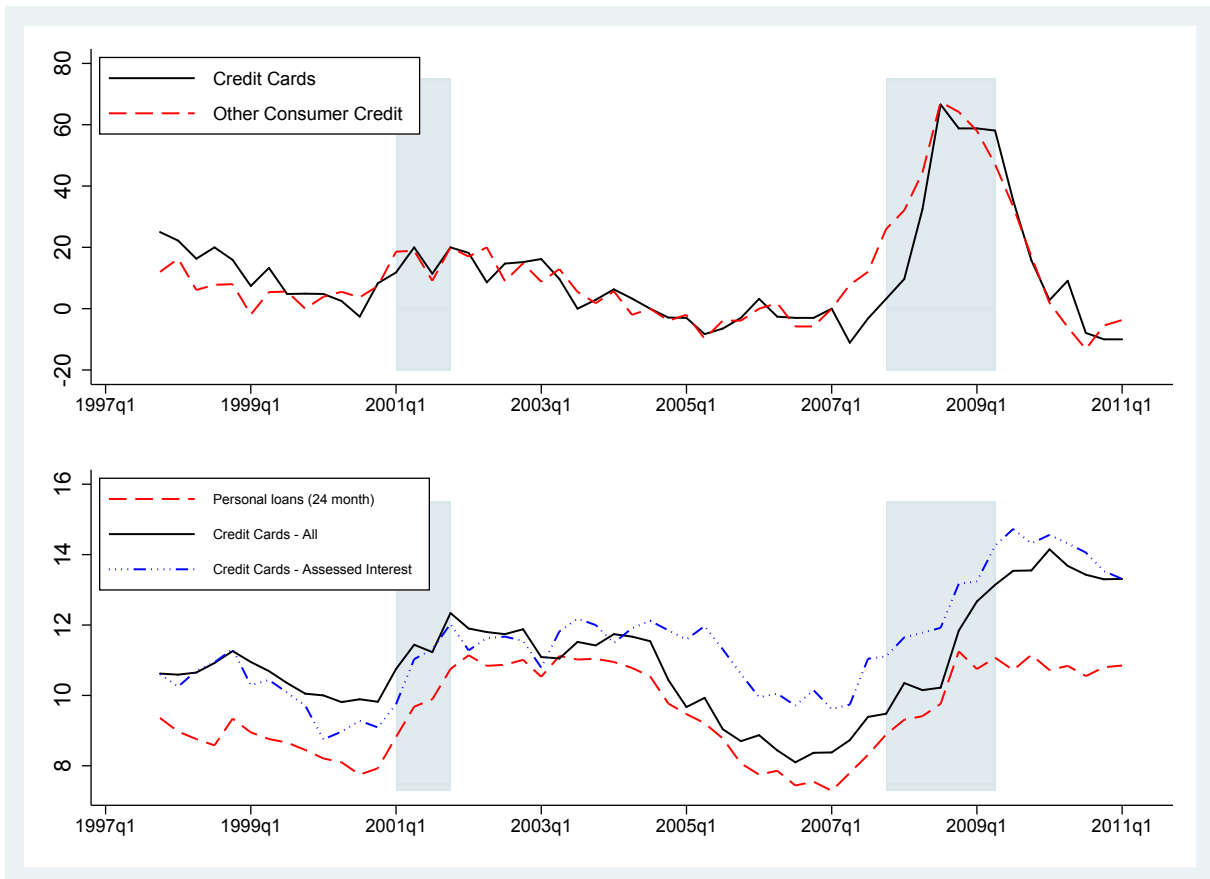 80
60
40
20
0
-20
Credit Cards
Other Consumer Credit
1997q1 1999q1 2001q1 2003q1 2005q1 2007q1 2009q1 2011q1
16
14
12
10
8
Personal loans (24 month)
Credit Cards - All
Credit Cards - Assessed Interest
1997q1 1999q1 2001q1 2003q1 2005q1 2007q1 2009q1 2011q1